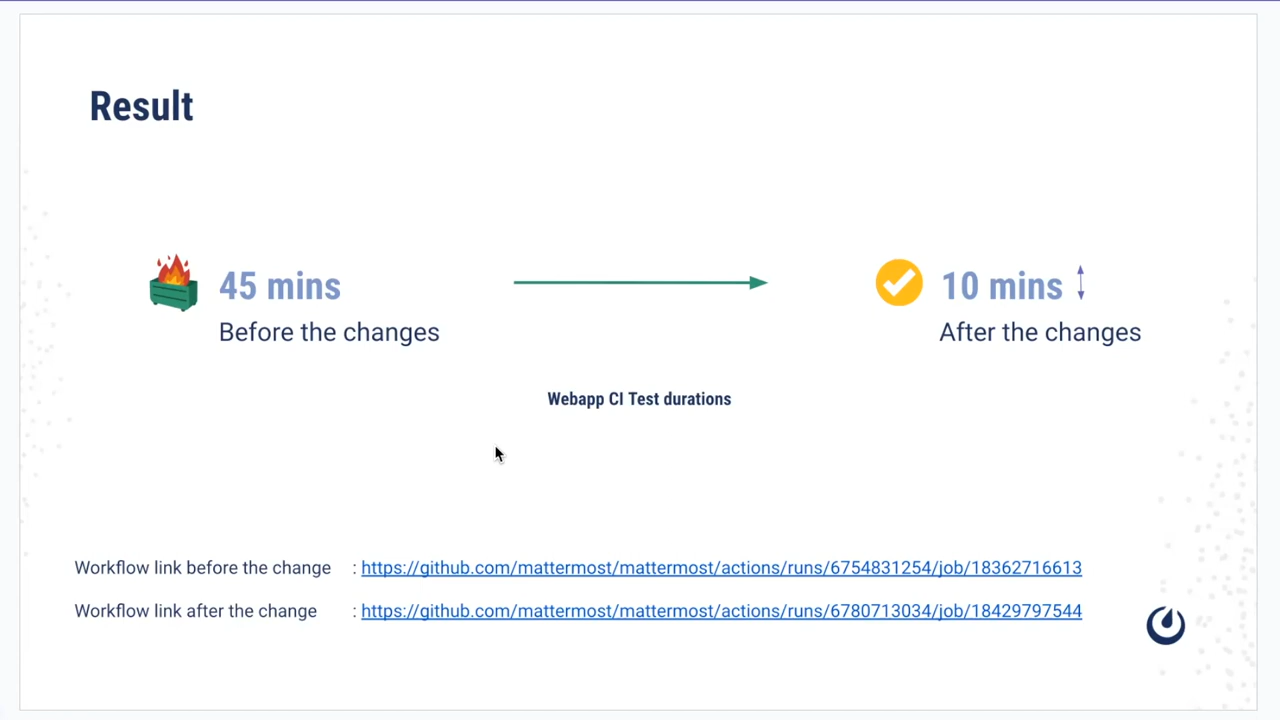 Result
45 mins
Before the changes
10 mins
After the changes
Webapp CI Test durations
Workflow link before the change : https://github.com/mattermost/mattermost/actions/runs/6754831254/job/18362716613
Workflow link after the change : https://github.com/mattermost/mattermost/actions/runs/6780713034/job/18429797544